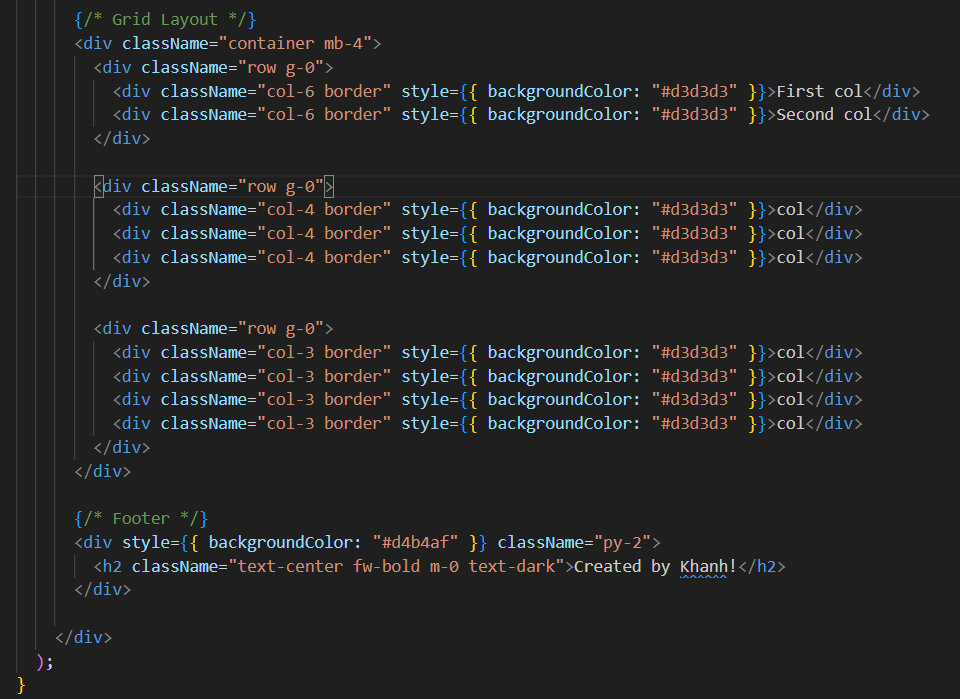 {/* Grid Layout */}
<div className="container mb-4">
<div className="row g-0">
<div className="col-6 border" style={{ backgroundColor: "#d3d3d3" }}>First col</div>
<div className="col-6 border" style={{ backgroundColor: "#d3d3d3" }}>Second col</div>
</div>
<div className="row g-0">
<div className="col-4 border" style={{ backgroundColor: "#d3d3d3" }}>col</div>
<div className="col-4 border" style={{ backgroundColor: "#d3d3d3" }}>col</div>
<div className="col-4 border" style={{ backgroundColor: "#d3d3d3" }}>col</div>
</div>
<div className="row g-0">
<div className="col-3 border" style={{ backgroundColor: "#d3d3d3" }}>col</div>
<div className="col-3 border" style={{ backgroundColor: "#d3d3d3" }}>col</div>
<div className="col-3 border" style={{ backgroundColor: "#d3d3d3" }}>col</div>
<div className="col-3 border" style={{ backgroundColor: "#d3d3d3" }}>col</div>
</div>
</div>
{/* Footer */}
<div style={{ backgroundColor: "#d4b4af" }} className="py-2">
<h2 className="text-center fw-bold m-0 text-dark">Created by Khanh!</h2>
</div>
</div>
);
}